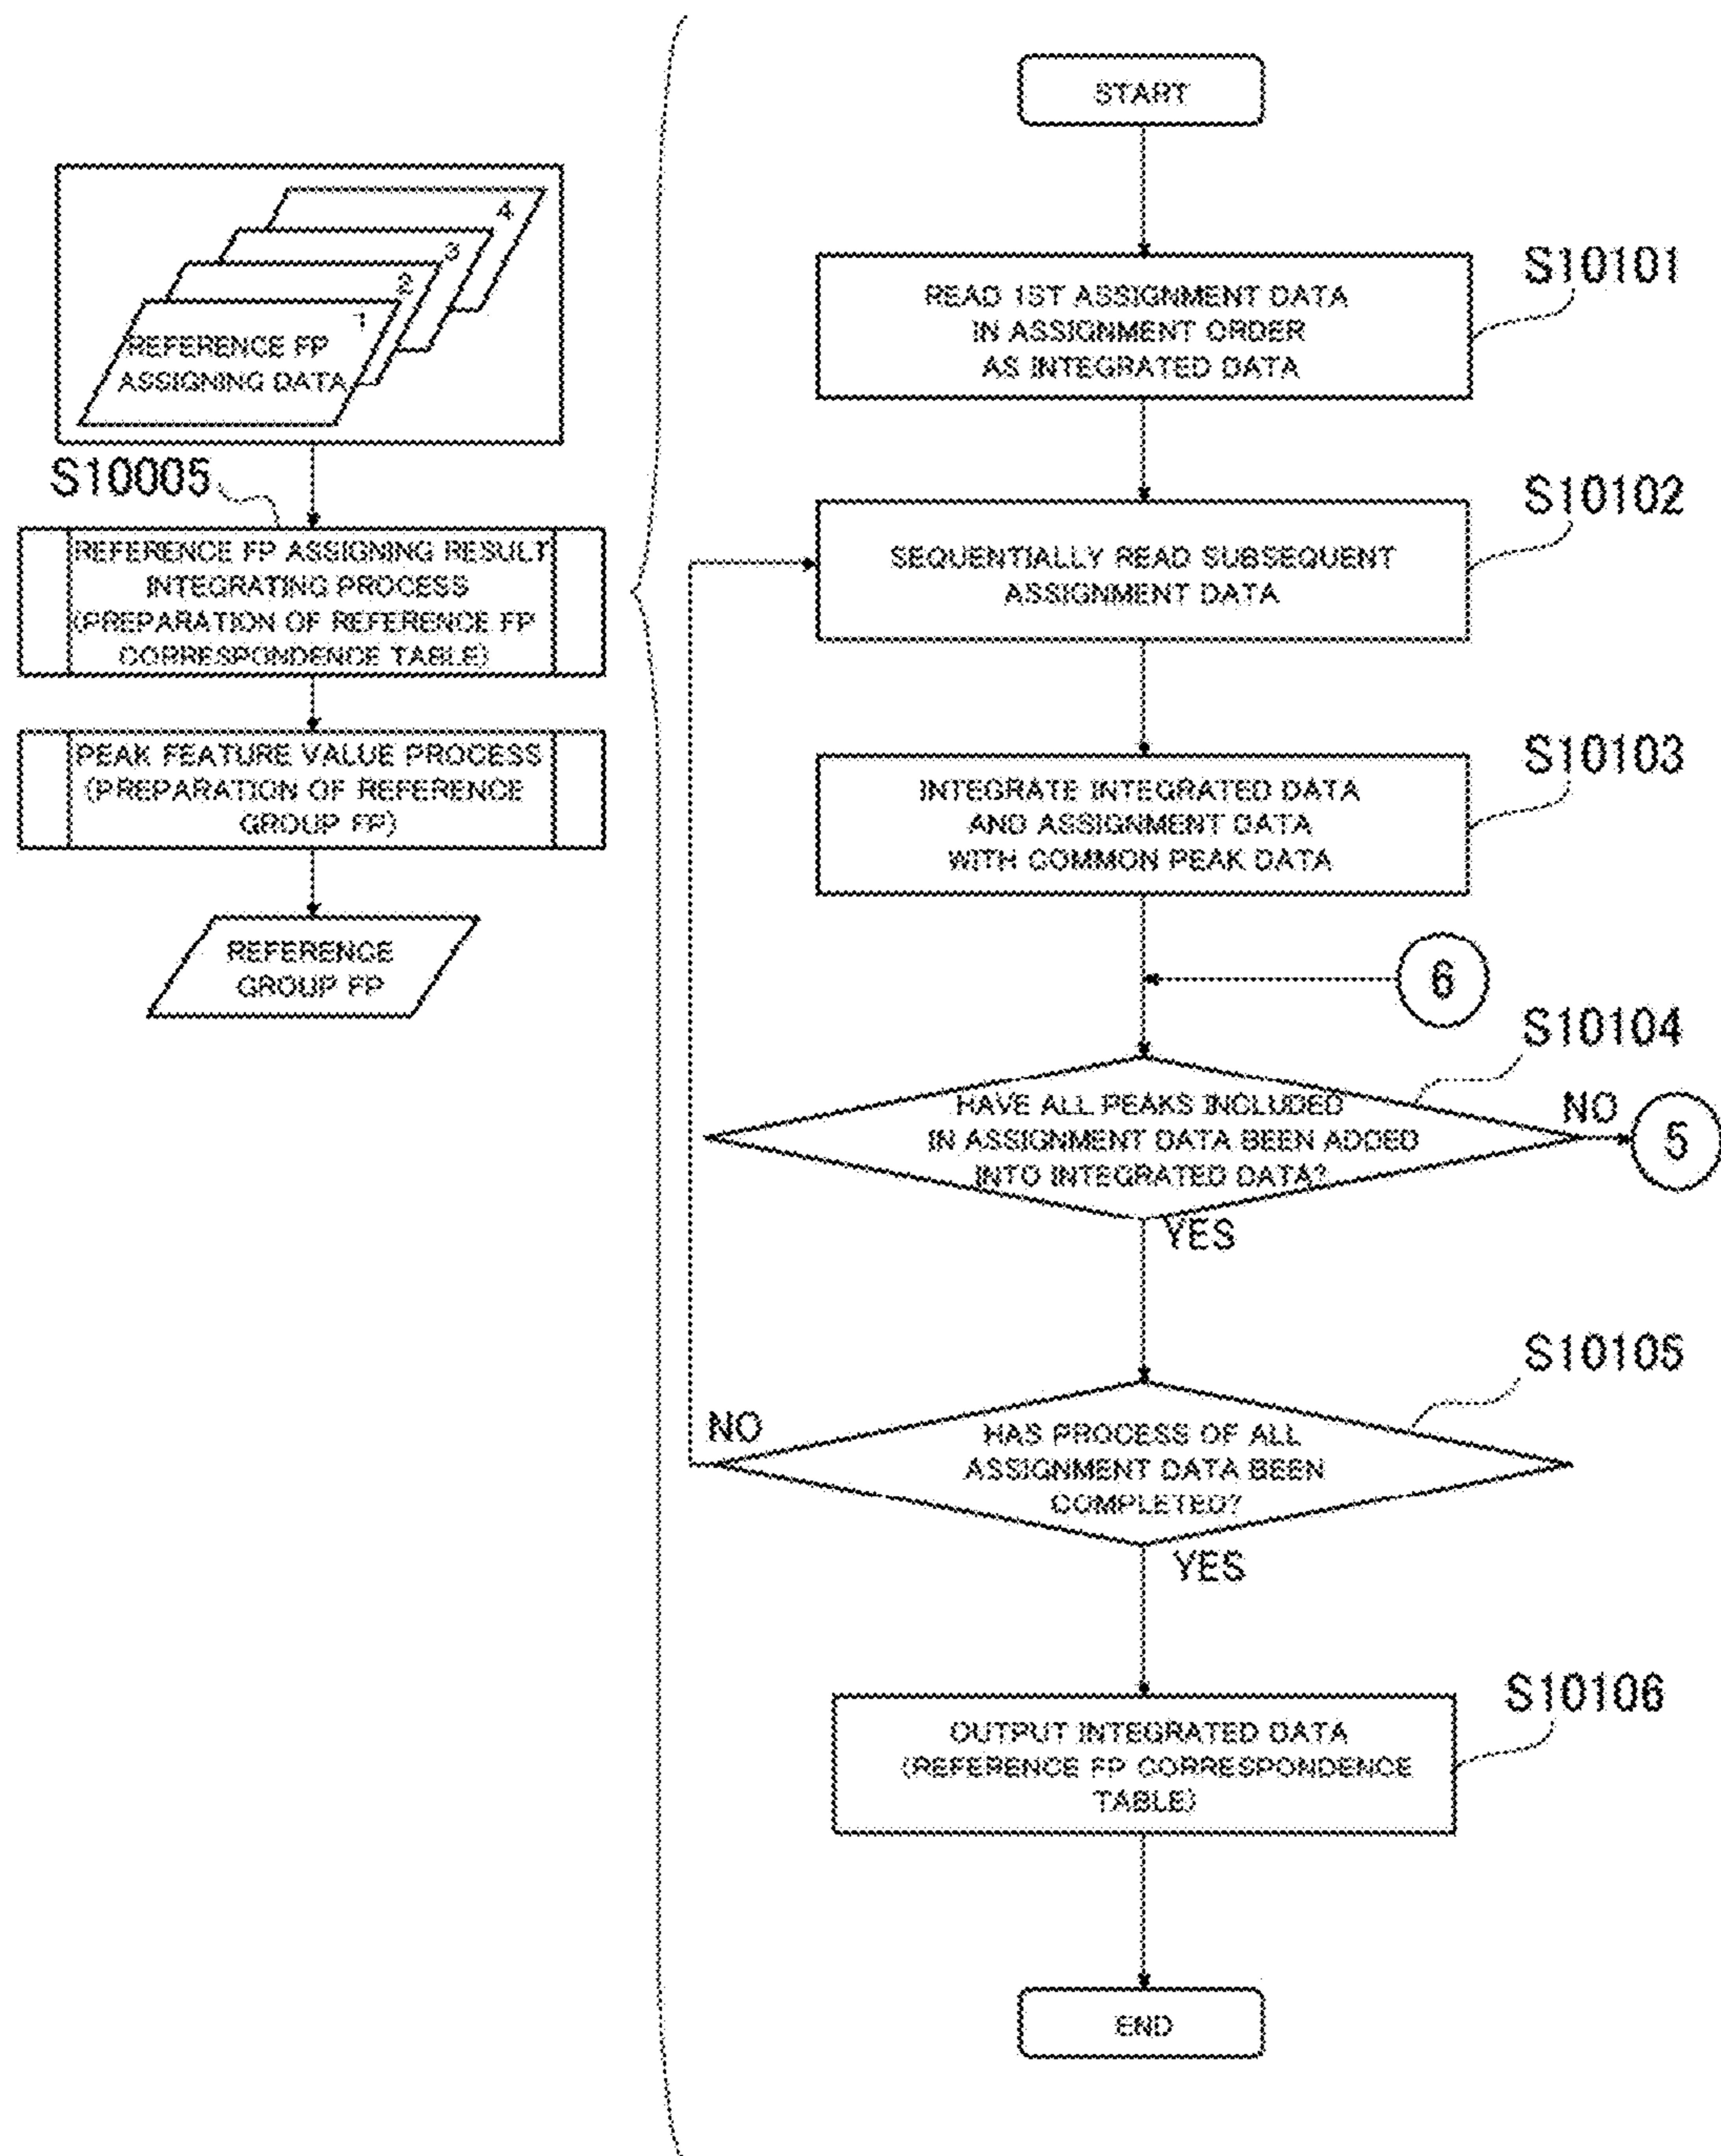 4
3
2
1
REFERENCE FP
ASSIGNING DATA
S10005
REFERENCE FP ASSIGNING RESULT
INTEGRATING PROCESS
(PREPARATION OF REFERENCE FP
CORRESPONDENCE TABLE)
PEAK FEATURE VALUE PROCESS
(PREPARATION OF REFERENCE
GROUP FP)
REFERENCE
GROUP FP
START
S10101
READ 1ST ASSIGNMENT DATA
IN ASSIGNMENT ORDER
AS INTEGRATED DATA
S10102
SEQUENTIALLY READ SUBSEQUENT
ASSIGNMENT DATA
S10103
INTEGRATE INTEGRATED DATA
AND ASSIGNMENT DATA
WITH COMMON PEAK DATA
6
S10104
HAVE ALL PEAKS INCLUDED
IN ASSIGNMENT DATA BEEN ADDED
INTO INTEGRATED DATA?
NO
5
YES
S10105
HAS PROCESS OF ALL
ASSIGNMENT DATA BEEN
COMPLETED?
NO
YES
S10106
OUTPUT INTEGRATED DATA
(REFERENCE FP CORRESPONDENCE
TABLE)
END